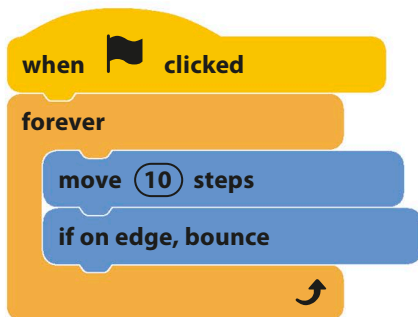 when clicked
forever
move 10 steps
if on edge, bounce